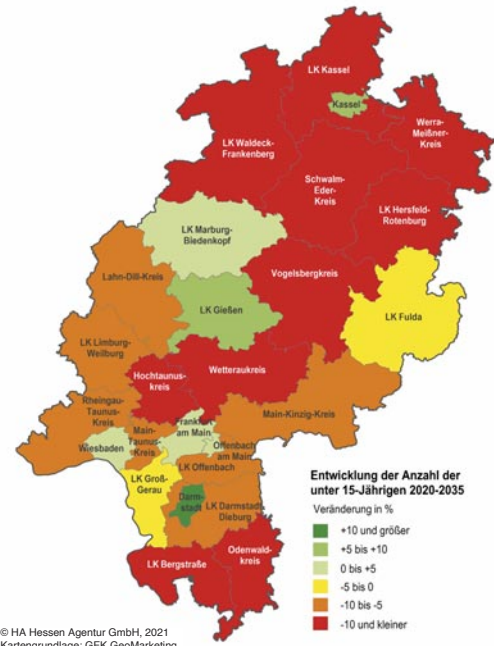 LK Kassel
Kassel
Werra-
Meißner-
Kreis
LK Waldeck-
Frankenberg
Schwalm-
Eder-
Kreis
LK Hersfeld-
Rotenburg
LK Marburg-
Biedenkopf
Lahn-Dill-Kreis
Vogelsbergkreis
LK Gießen
LK Fulda
LK Limburg-
Weilburg
Hochtaunus-
kreis
Wetteraukreis
Rheingau-
Taunus-
Kreis
Main-
Taunus-
Kreis
Frankfurt
am Main
Main-Kinzig-Kreis
Wiesbaden
Offenbach
am Main
LK Offenbach
LK Groß-
Gerau
Darm-
stadt
LK Darmstadt-
Dieburg
LK Bergstraße
Odenwald-
kreis
Entwicklung der Anzahl der
unter 15-Jährigen 2020-2035
Veränderung in %
+10 und größer
+5 bis +10
0 bis +5
-5 bis 0
-10 bis -5
-10 und kleiner
© HA Hessen Agentur GmbH, 2021
Kartengrundlage: GFK GeoMarketing